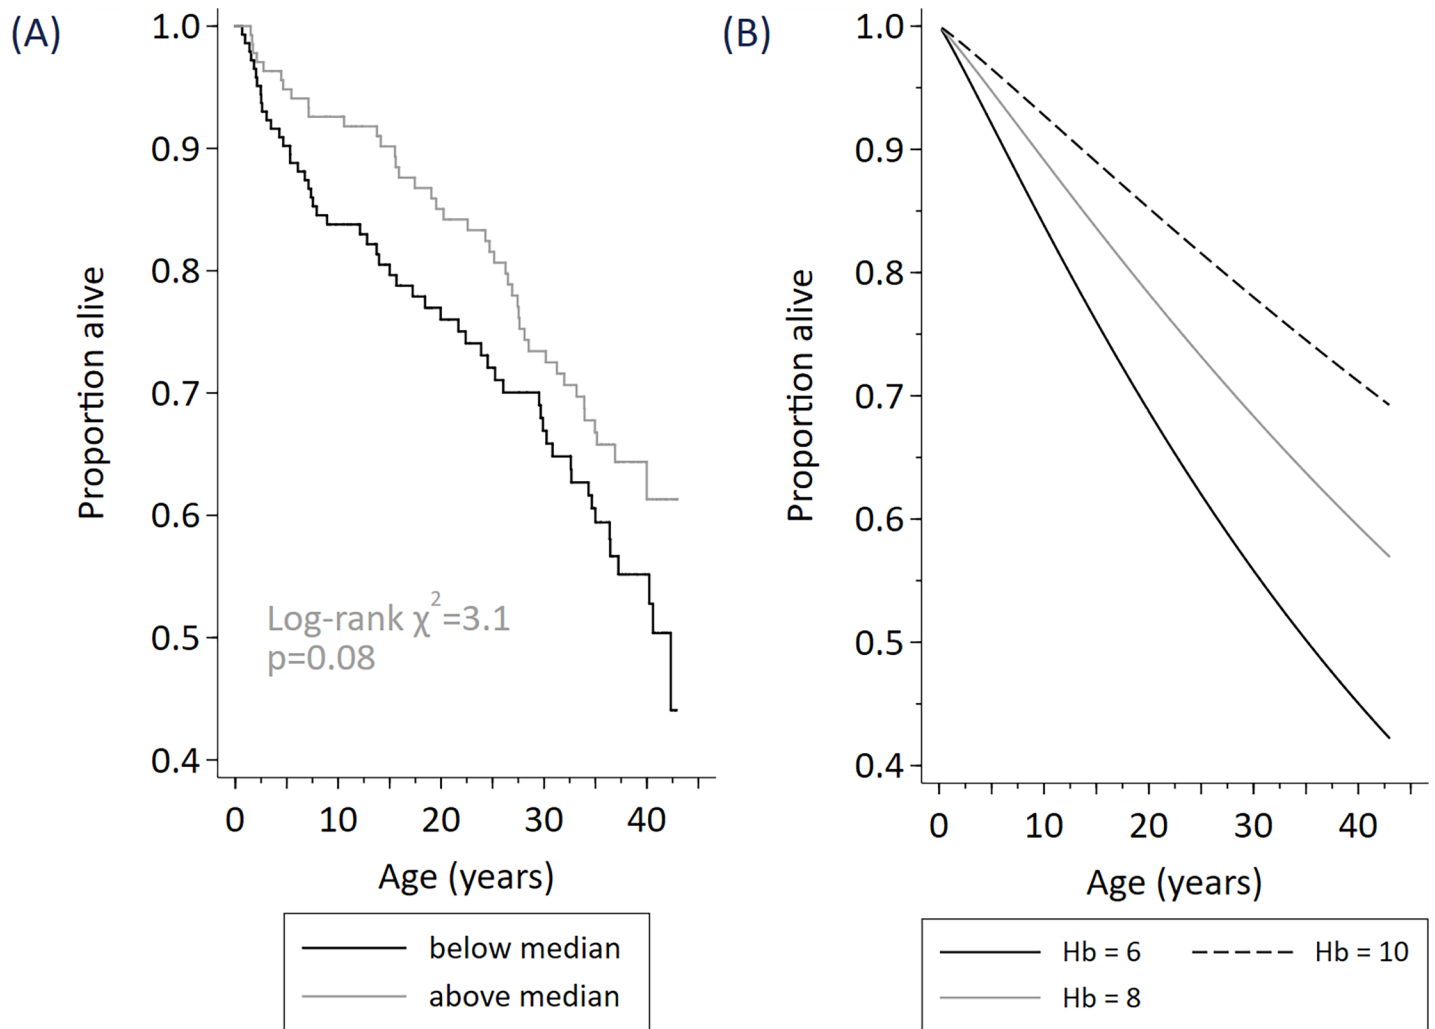 (A)
1.0
0.9
0.8
0.7
0.6
0.5
0.4
Proportion alive
Log-rank χ²=3.1
p=0.08
0 10 20 30 40
Age (years)
below median
above median
(B)
1.0
0.9
0.8
0.7
0.6
0.5
0.4
Proportion alive
0 10 20 30 40
Age (years)
Hb = 6 Hb = 10
Hb = 8